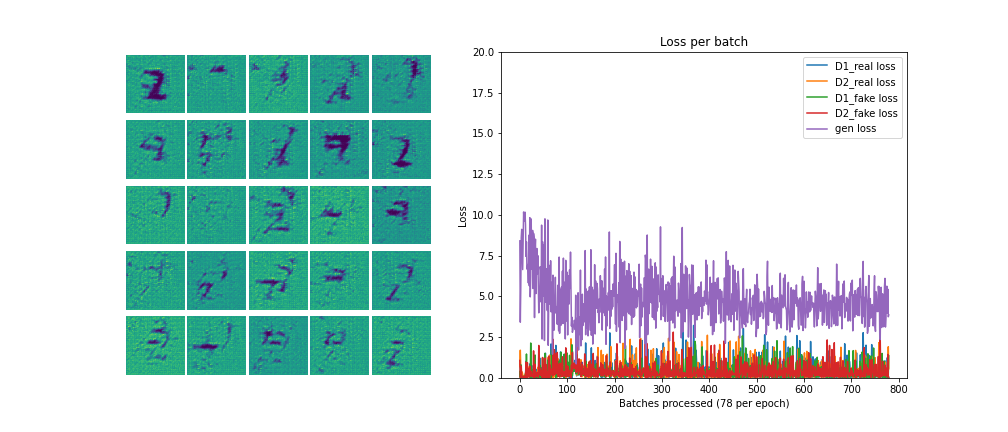 Loss per batch
20.0
17.5
15.0
12.5
10.0
7.5
5.0
2.5
0.0
Loss
D1_real loss
D2_real loss
D1_fake loss
D2_fake loss
gen loss
0 100 200 300 400 500 600 700 800
Batches processed (78 per epoch)